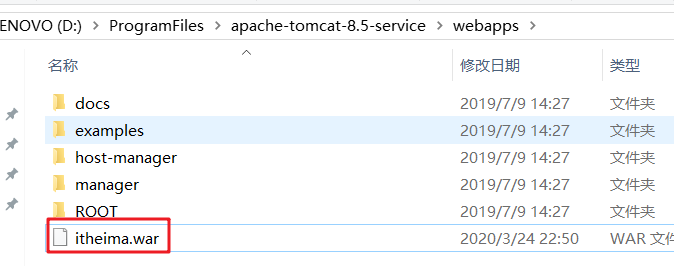 ENOVO (D:) › ProgramFiles › apache-tomcat-8.5-service › webapps ›
名称 修改日期 类型
docs 2019/7/9 14:27 文件夹
examples 2019/7/9 14:27 文件夹
host-manager 2019/7/9 14:27 文件夹
manager 2019/7/9 14:27 文件夹
ROOT 2019/7/9 14:27 文件夹
itheima.war 2020/3/24 22:50 WAR 文